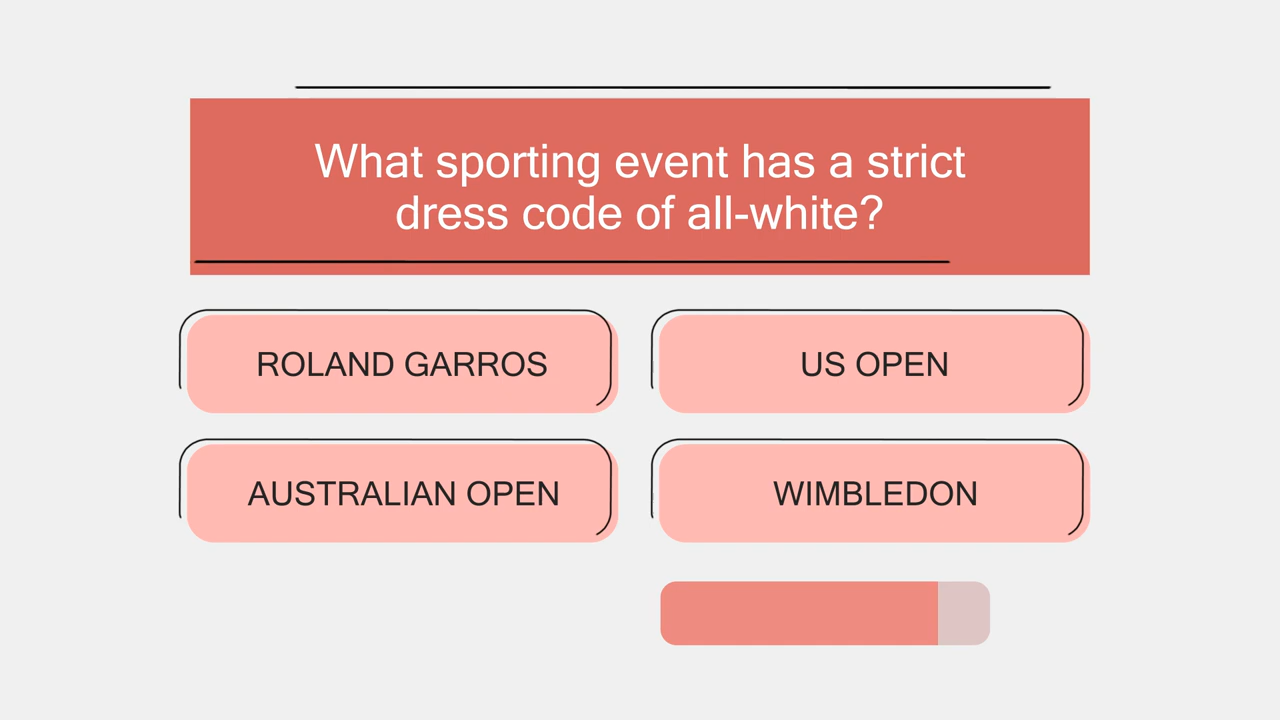 What sporting event has a strict
dress code of all-white?
ROLAND GARROS
US OPEN
AUSTRALIAN OPEN
WIMBLEDON